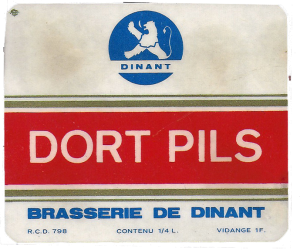 DINANT
DORT PILS
BRASSERIE DE DINANT
R.C.D. 798 CONTENU 1/4 L. VIDANGE 1F.